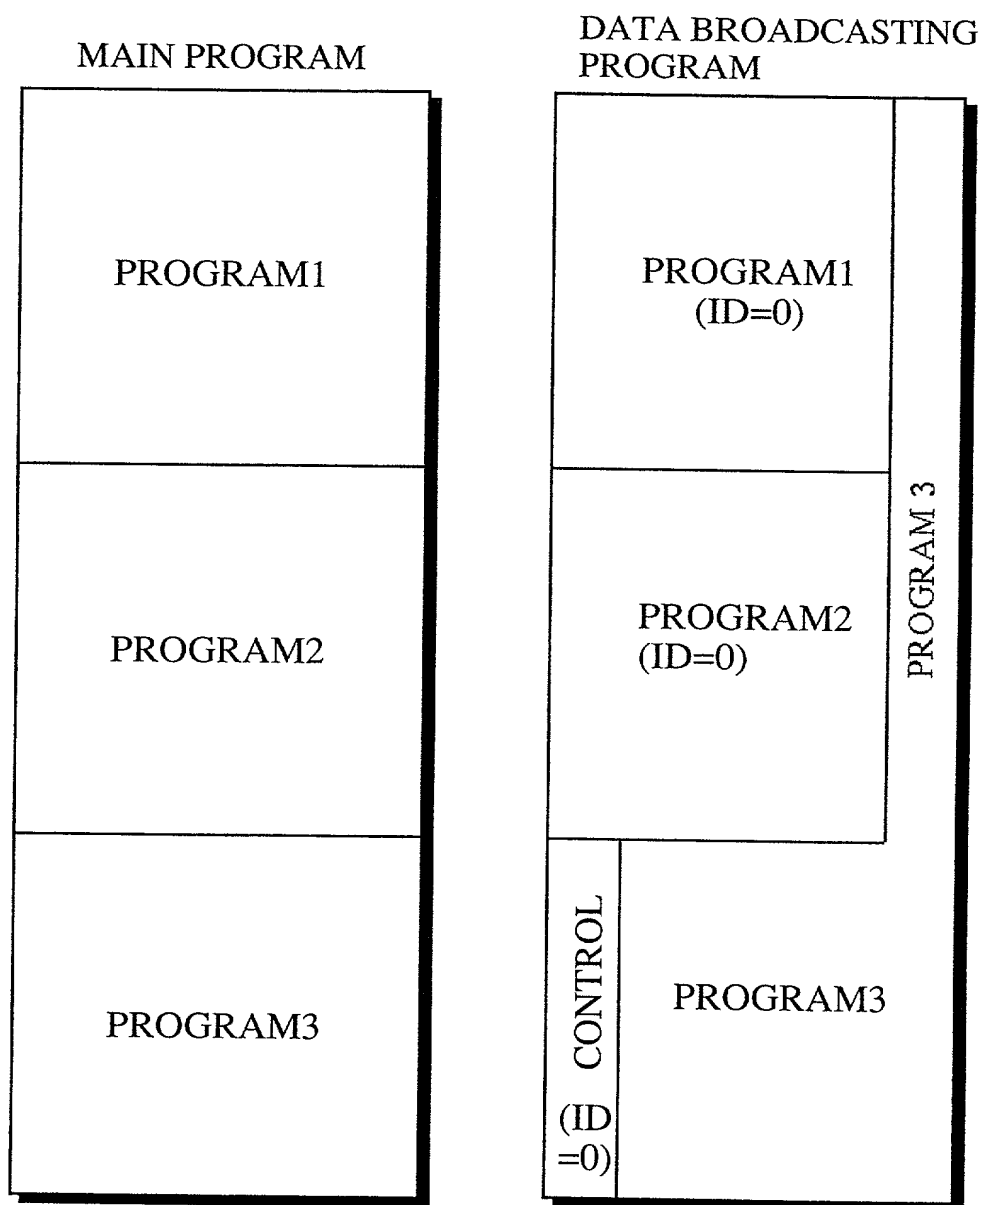 MAIN PROGRAM
PROGRAM1
PROGRAM2
PROGRAM3
DATA BROADCASTING
PROGRAM
PROGRAM1
(ID=0)
PROGRAM 3
PROGRAM2
(ID=0)
CONTROL
(ID
=0)
PROGRAM3